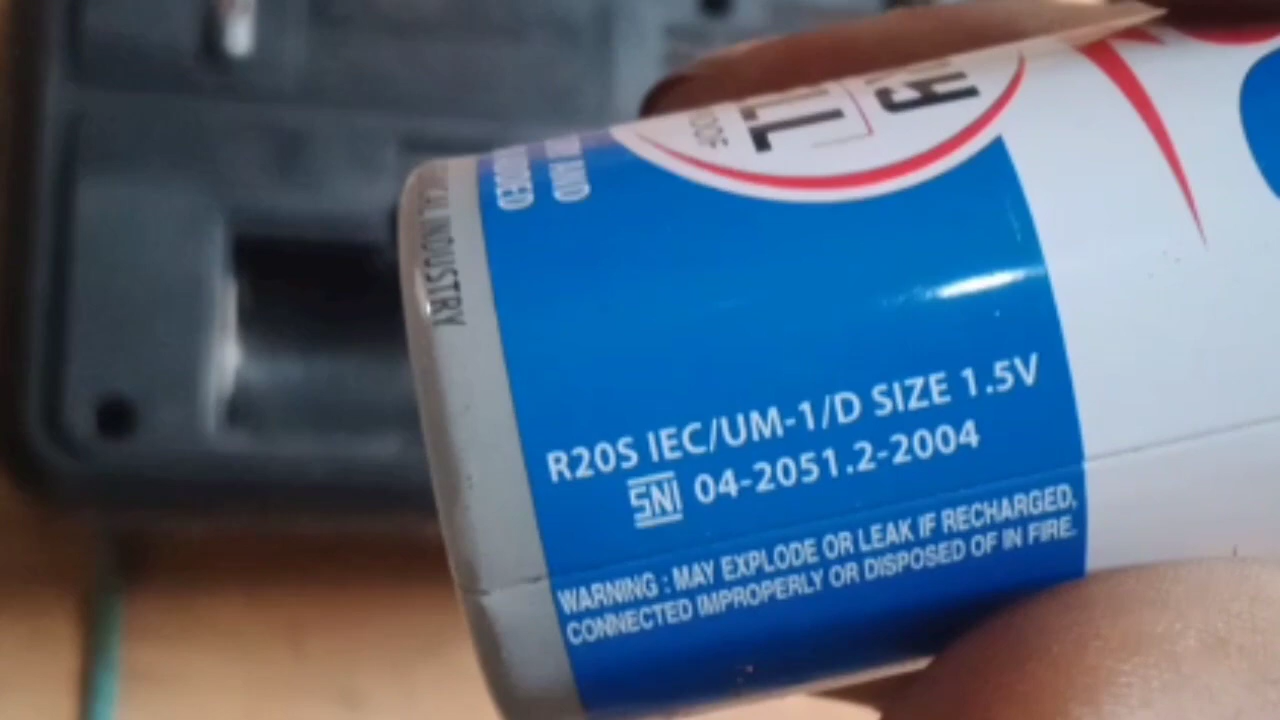 R20S IEC/UM-1/D SIZE 1.5V
SNI 04-2051.2-2004
WARNING : MAY EXPLODE OR LEAK IF RECHARGED,
CONNECTED IMPROPERLY OR DISPOSED OF IN FIRE.
INDUSTRY
AND